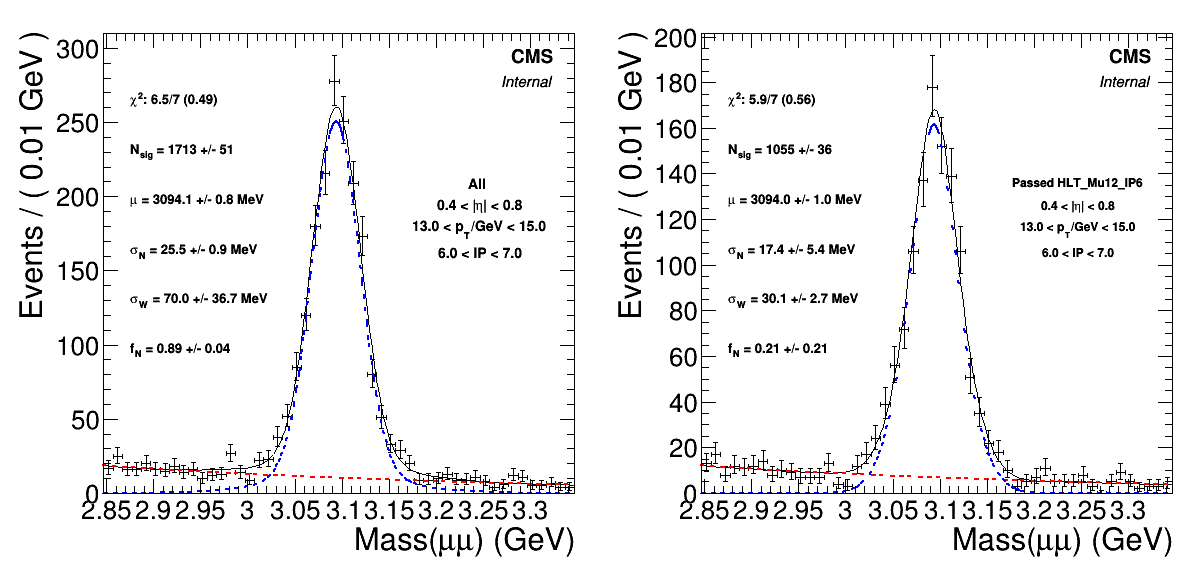 Events / ( 0.01 GeV )
300
250
200
150
100
50
0
CMS
Internal
χ²: 6.5/7 (0.49)
N_sig = 1713 +/- 51
μ = 3094.1 +/- 0.8 MeV
σ_N = 25.5 +/- 0.9 MeV
σ_W = 70.0 +/- 36.7 MeV
f_N = 0.89 +/- 0.04
All
0.4 < |η| < 0.8
13.0 < p_T/GeV < 15.0
6.0 < IP < 7.0
2.85 2.9 2.95 3 3.05 3.1 3.15 3.2 3.25 3.3
Mass(μμ) (GeV)
Events / ( 0.01 GeV )
200
180
160
140
120
100
80
60
40
20
0
CMS
Internal
χ²: 5.9/7 (0.56)
N_sig = 1055 +/- 36
μ = 3094.0 +/- 1.0 MeV
σ_N = 17.4 +/- 5.4 MeV
σ_W = 30.1 +/- 2.7 MeV
f_N = 0.21 +/- 0.21
Passed HLT_Mu12_IP6
0.4 < |η| < 0.8
13.0 < p_T/GeV < 15.0
6.0 < IP < 7.0
2.85 2.9 2.95 3 3.05 3.1 3.15 3.2 3.25 3.3
Mass(μμ) (GeV)